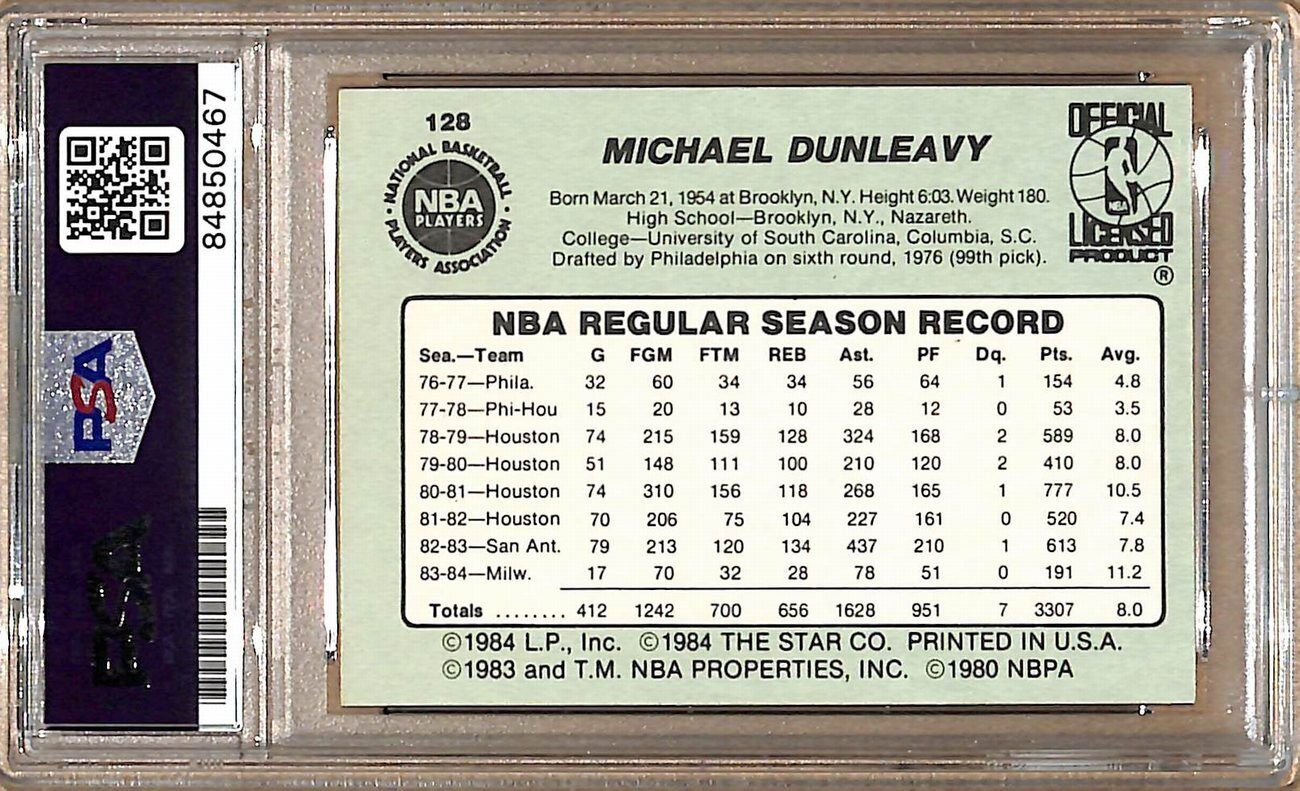 84850467
PSA
PSA
128
NATIONAL BASKETBALL
NBA
PLAYERS
PLAYERS ASSOCIATION
MICHAEL DUNLEAVY
Born March 21, 1954 at Brooklyn, N.Y. Height 6:03. Weight 180.
High School—Brooklyn, N.Y., Nazareth.
College—University of South Carolina, Columbia, S.C.
Drafted by Philadelphia on sixth round, 1976 (99th pick).
OFFICIAL
LICENSED
PRODUCT
®
NBA REGULAR SEASON RECORD
Sea.—Team G FGM FTM REB Ast. PF Dq. Pts. Avg.
76-77—Phila. 32 60 34 34 56 64 1 154 4.8
77-78—Phi-Hou 15 20 13 10 28 12 0 53 3.5
78-79—Houston 74 215 159 128 324 168 2 589 8.0
79-80—Houston 51 148 111 100 210 120 2 410 8.0
80-81—Houston 74 310 156 118 268 165 1 777 10.5
81-82—Houston 70 206 75 104 227 161 0 520 7.4
82-83—San Ant. 79 213 120 134 437 210 1 613 7.8
83-84—Milw. 17 70 32 28 78 51 0 191 11.2
Totals ........ 412 1242 700 656 1628 951 7 3307 8.0
©1984 L.P., Inc. ©1984 THE STAR CO. PRINTED IN U.S.A.
©1983 and T.M. NBA PROPERTIES, INC. ©1980 NBPA